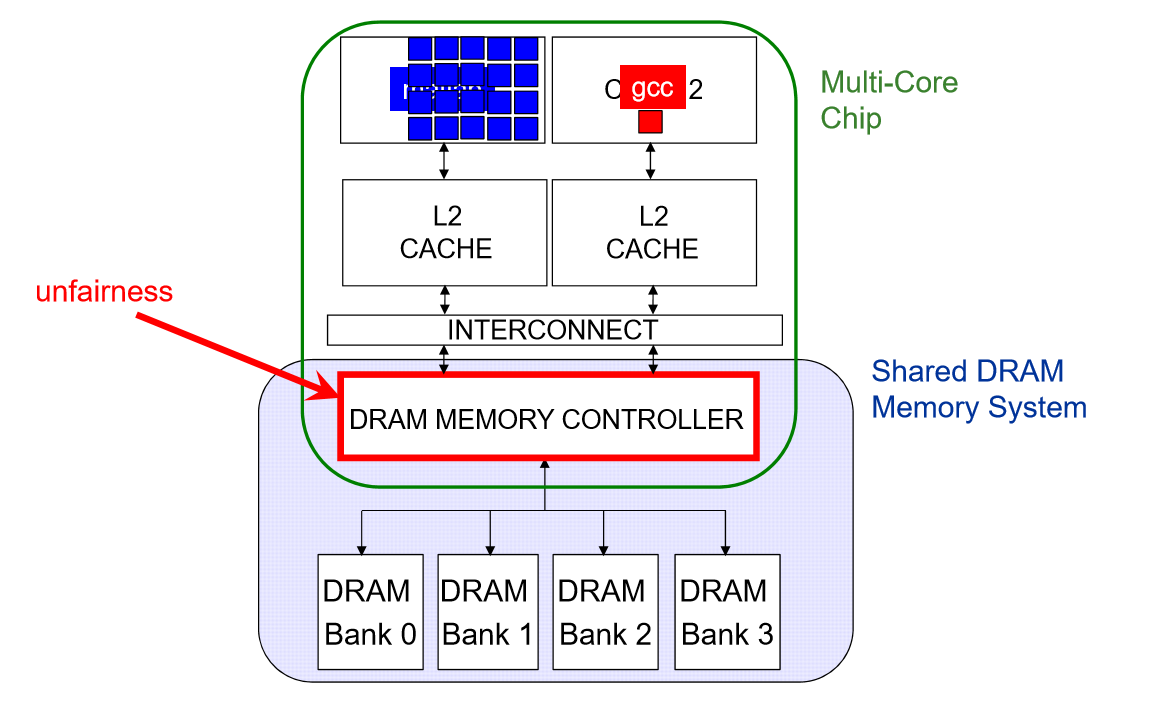 gcc
2
Multi-Core
Chip
L2
CACHE
L2
CACHE
unfairness
INTERCONNECT
Shared DRAM
Memory System
DRAM MEMORY CONTROLLER
DRAM
Bank 0
DRAM
Bank 1
DRAM
Bank 2
DRAM
Bank 3